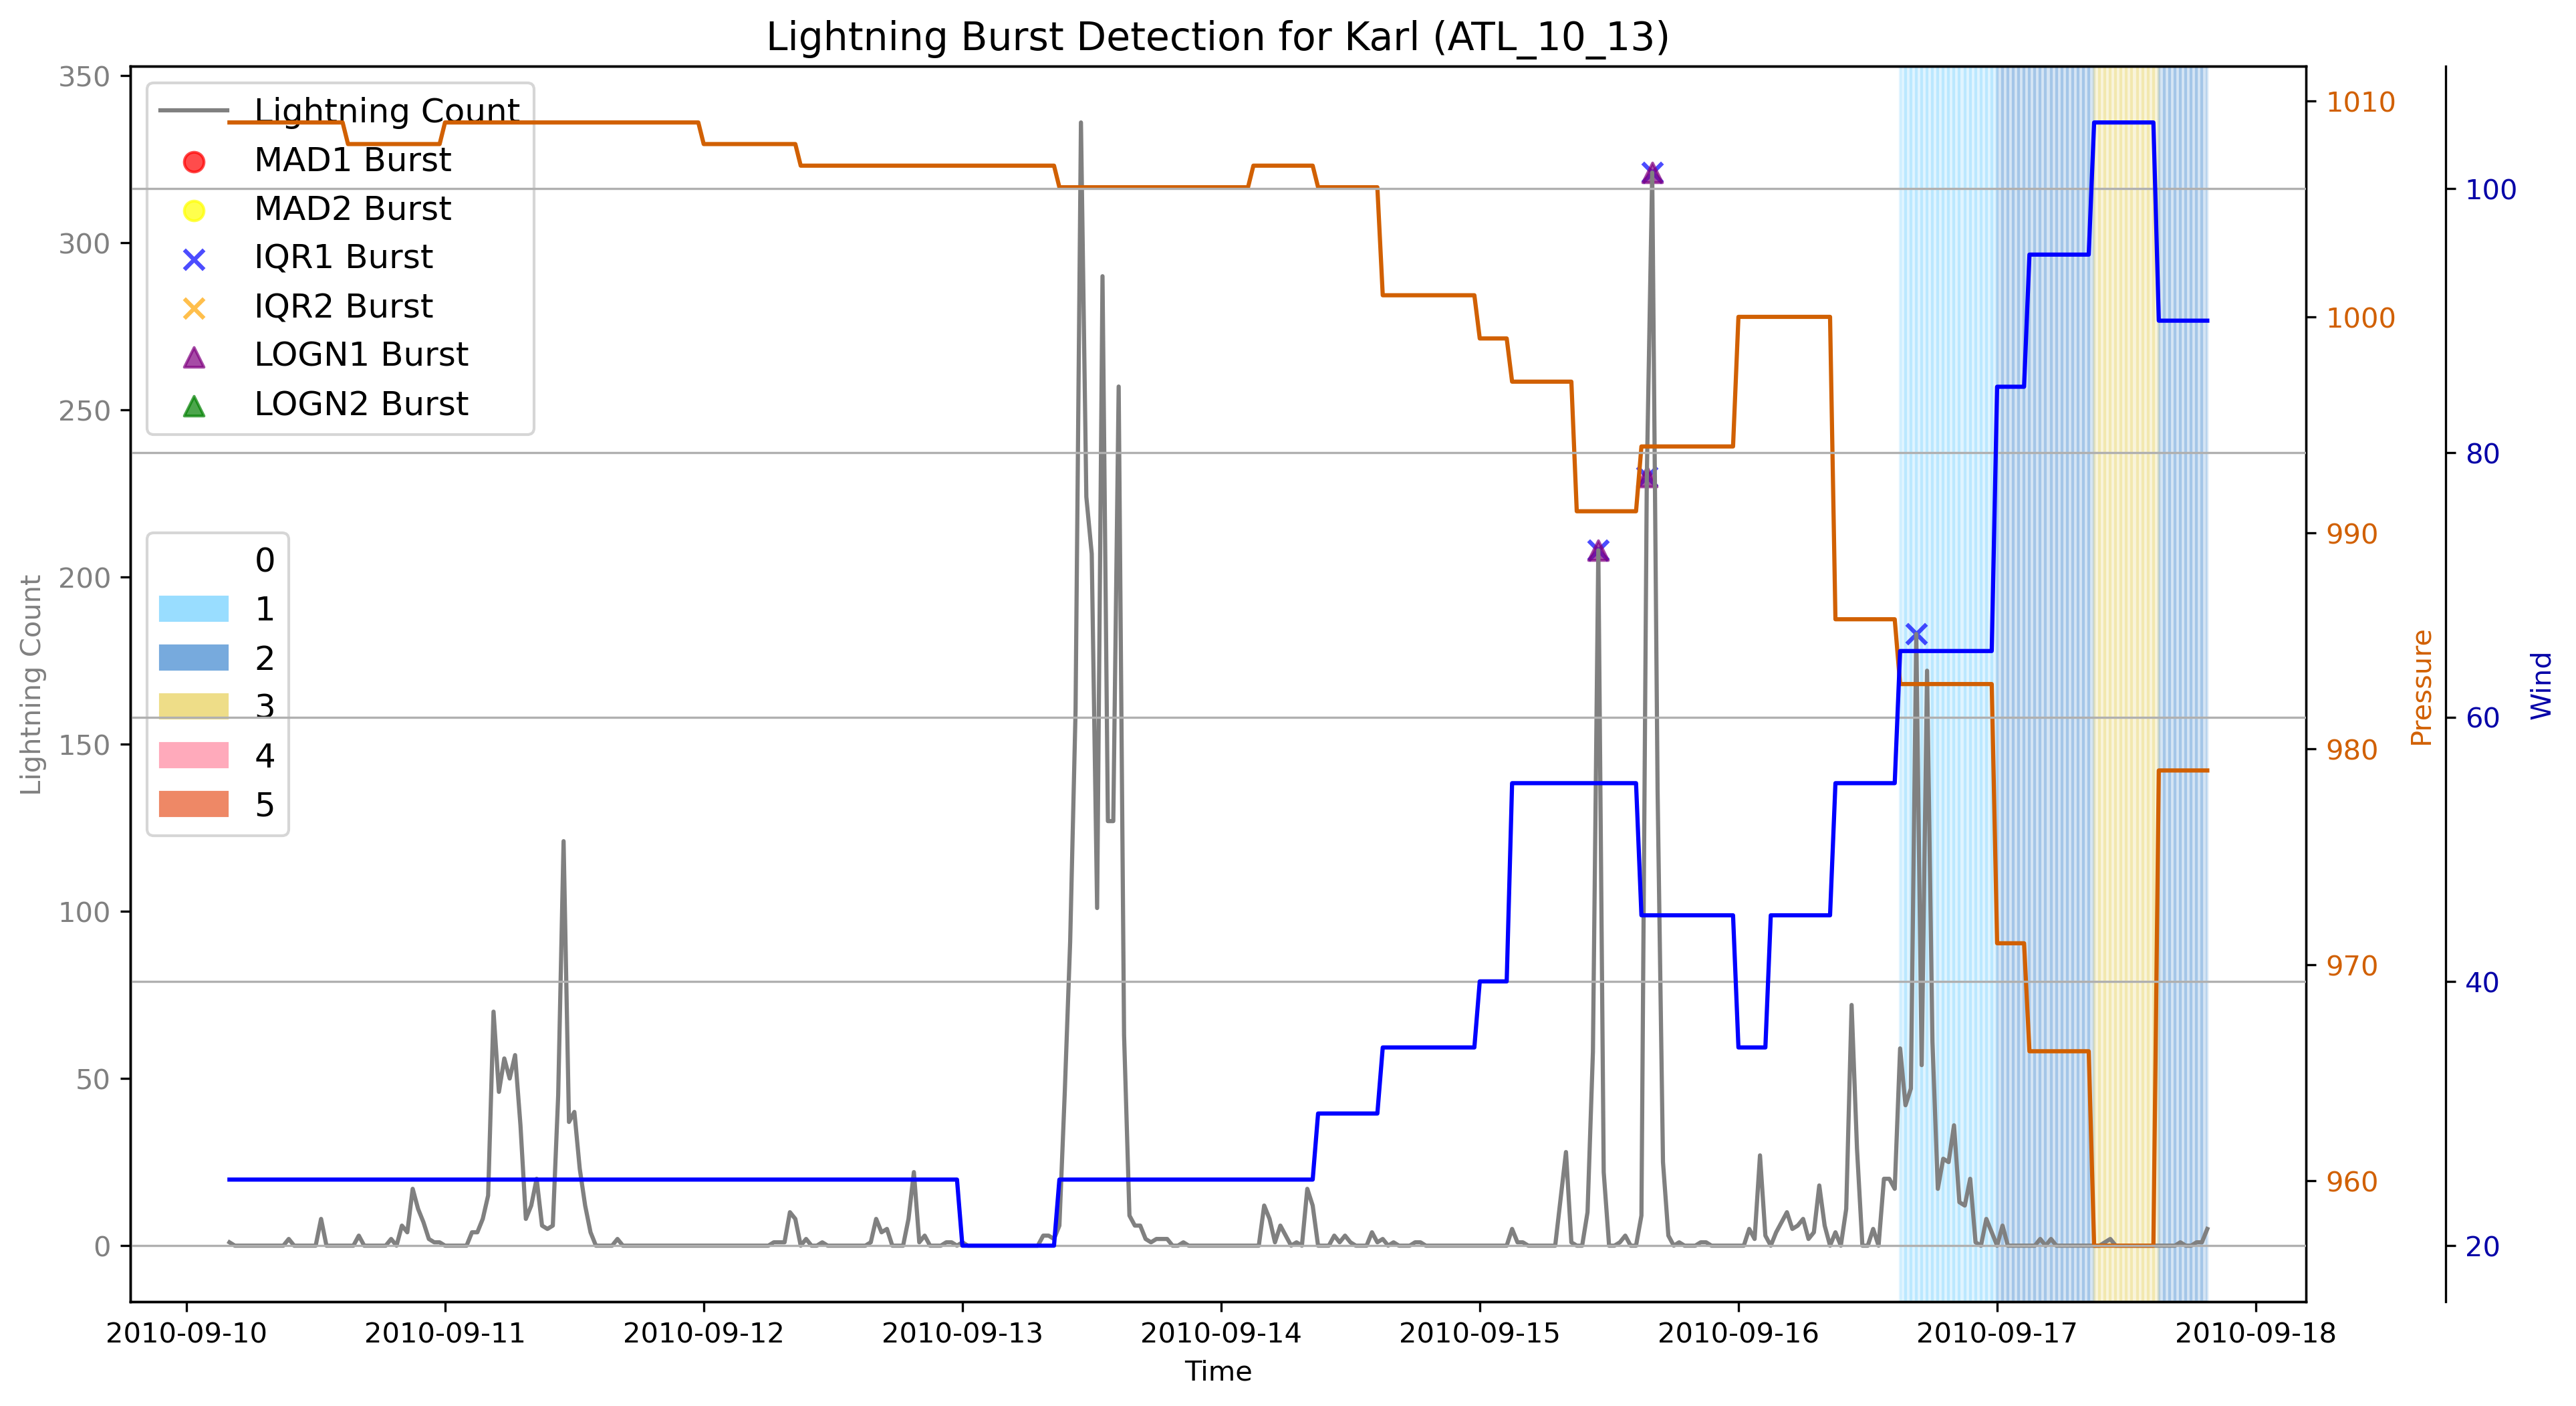 Lightning Burst Detection for Karl (ATL_10_13)
Lightning Count
MAD1 Burst
MAD2 Burst
IQR1 Burst
IQR2 Burst
LOGN1 Burst
LOGN2 Burst
0
1
2
3
4
5
350
300
250
200
150
100
50
0
Lightning Count
1010
1000
990
980
970
960
Pressure
100
80
60
40
20
Wind
2010-09-10 2010-09-11 2010-09-12 2010-09-13 2010-09-14 2010-09-15 2010-09-16 2010-09-17 2010-09-18
Time